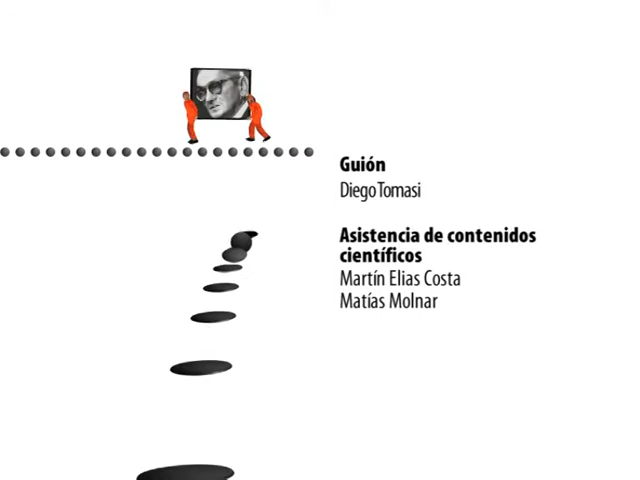 Guión
Diego Tomasi
Asistencia de contenidos
científicos
Martín Elias Costa
Matías Molnar